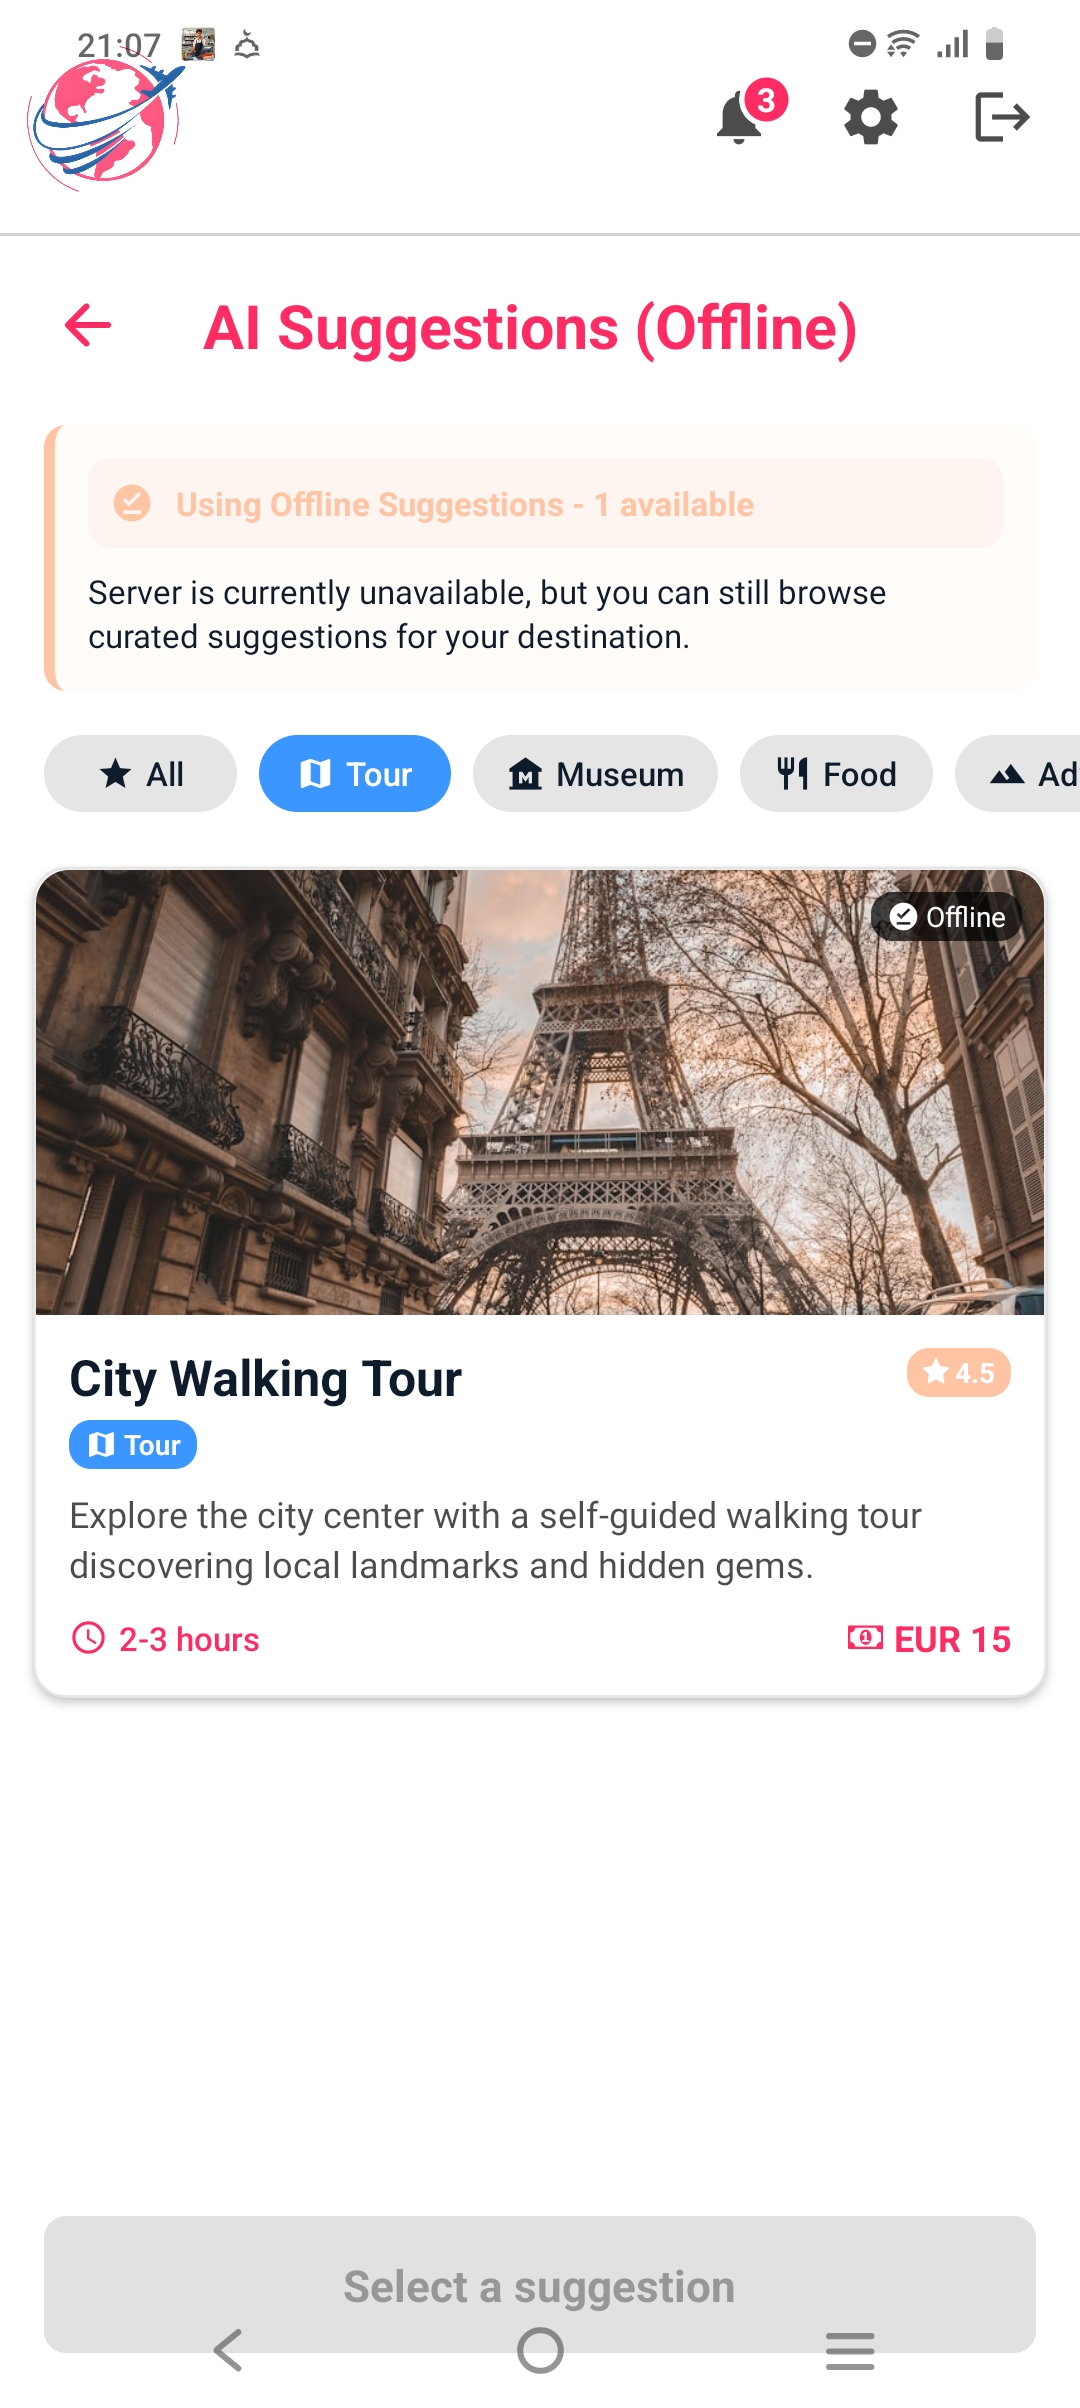 21:07
3
AI Suggestions (Offline)
Using Offline Suggestions - 1 available
Server is currently unavailable, but you can still browse
curated suggestions for your destination.
All
Tour
Museum
Food
Ad
Offline
City Walking Tour
4.5
Tour
Explore the city center with a self-guided walking tour
discovering local landmarks and hidden gems.
2-3 hours
EUR 15
Select a suggestion